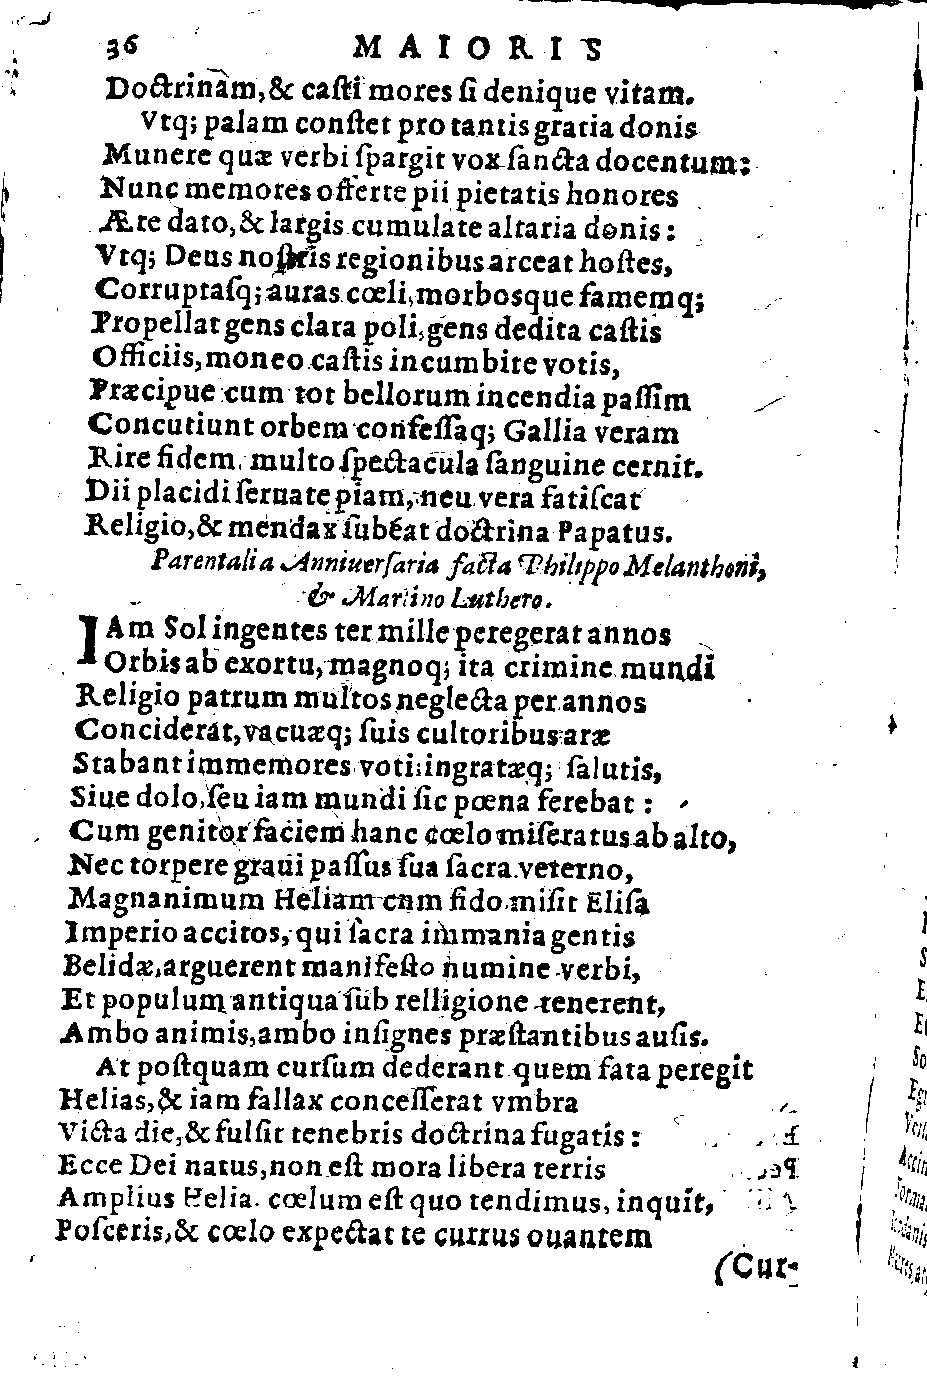 36 MAIORIS
Doctrinàm, & casti mores si denique vitam.
Vtq; palam constet pro tantis gratia donis
Munere quæ verbi spargit vox sancta docentum:
Nunc memores offerte pii pietatis honores
Ære dato, & largis cumulate altaria donis:
Vtq; Deus nostris regionibus arceat hostes,
Corruptasq; auras cœli, morbosque famemq;
Propellat gens clara poli, gens dedita castis
Officiis, moneo castis incumbite votis,
Præcipue cum tot bellorum incendia passim
Concutiunt orbem confessaq; Gallia veram
Rite fidem, multo spectacula sanguine cernit.
Dii placidi seruate piam, neu vera fatiscat
Religio, & mendax subéat doctrina Papatus.
Parentalia Anniuersaria facta Philippo Melanthoni,
& Martino Luthero.
IAm Sol ingentes ter mille peregerat annos
Orbis ab exortu, magnoq; ita crimine mundi
Religio patrum multos neglecta per annos
Conciderat, vacuæq; suis cultoribus aræ
Stabant immemores voti, ingratæq; salutis,
Siue dolo, seu iam mundi sic pœna ferebat:
Cum genitor faciem hanc cœlo miseratus ab alto,
Nec torpere graui passus sua sacra veterno,
Magnanimum Heliam cum fido misit Elisa
Imperio accitos, qui sacra immania gentis
Belidæ, arguerent manifesto numine verbi,
Et populum antiqua sub relligione tenerent,
Ambo animis, ambo insignes præstantibus ausis.
At postquam cursum dederant quem fata peregit
Helias, & iam fallax concesserat vmbra
Victa die, & fulsit tenebris doctrina fugatis:
Ecce Dei natus, non est mora libera terris
Amplius Helia. cœlum est quo tendimus, inquit,
Posceris, & cœlo expectat te currus ouantem
(Cur-